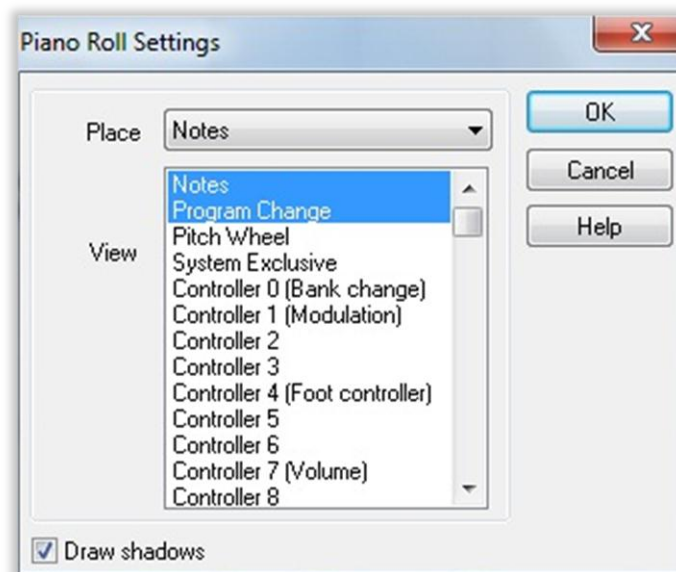 Piano Roll Settings
X
Place
Notes
OK
Cancel
Help
View
Notes
Program Change
Pitch Wheel
System Exclusive
Controller 0 (Bank change)
Controller 1 (Modulation)
Controller 2
Controller 3
Controller 4 (Foot controller)
Controller 5
Controller 6
Controller 7 (Volume)
Controller 8
Draw shadows